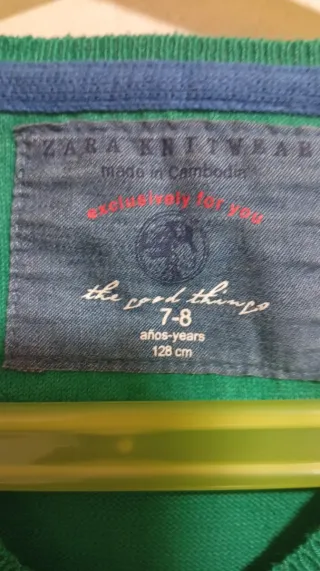 ZARA KNITWEAR
made in Cambodia
exclusively for you
the good things
7-8
años-years
128 cm